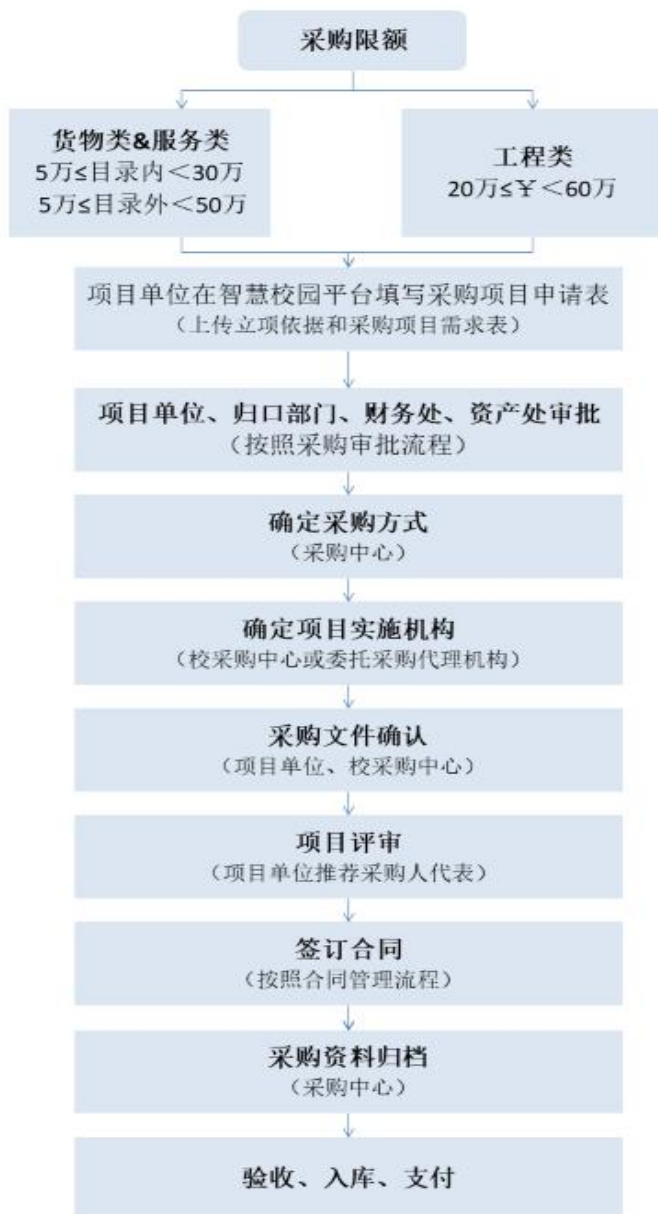 采购限额
货物类&服务类
5万≤目录内＜30万
5万≤目录外＜50万
工程类
20万≤￥＜60万
项目单位在智慧校园平台填写采购项目申请表
（上传立项依据和采购项目需求表）
项目单位、归口部门、财务处、资产处审批
（按照采购审批流程）
确定采购方式
（采购中心）
确定项目实施机构
（校采购中心或委托采购代理机构）
采购文件确认
（项目单位、校采购中心）
项目评审
（项目单位推荐采购人代表）
签订合同
（按照合同管理流程）
采购资料归档
（采购中心）
验收、入库、支付